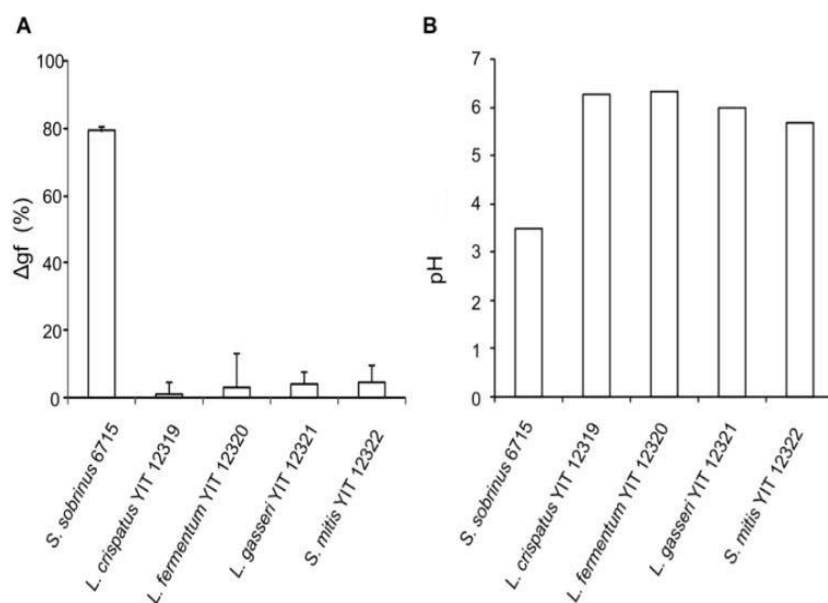 A
Δgf (%)
100
80
60
40
20
0
S. sobrinus 6715
L. crispatus YIT 12319
L. fermentum YIT 12320
L. gasseri YIT 12321
S. mitis YIT 12322
B
pH
7
6
5
4
3
2
1
0
S. sobrinus 6715
L. crispatus YIT 12319
L. fermentum YIT 12320
L. gasseri YIT 12321
S. mitis YIT 12322